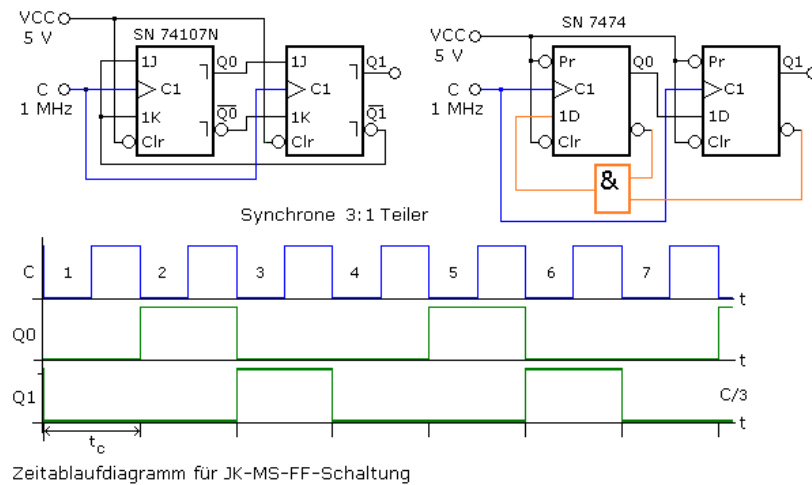 VCC
5 V
SN 74107N
1J
Q0
1J
Q1
C
1 MHz
C1
C1
1K
Q0
1K
Q1
Clr
Clr
SN 7474
VCC
5 V
Pr
Q0
Pr
Q1
C
1 MHz
C1
C1
1D
1D
Clr
Clr
&
Synchrone 3:1 Teiler
C
1 2 3 4 5 6 7
t
Q0
t
Q1
C/3
t
tc
Zeitablaufdiagramm für JK-MS-FF-Schaltung